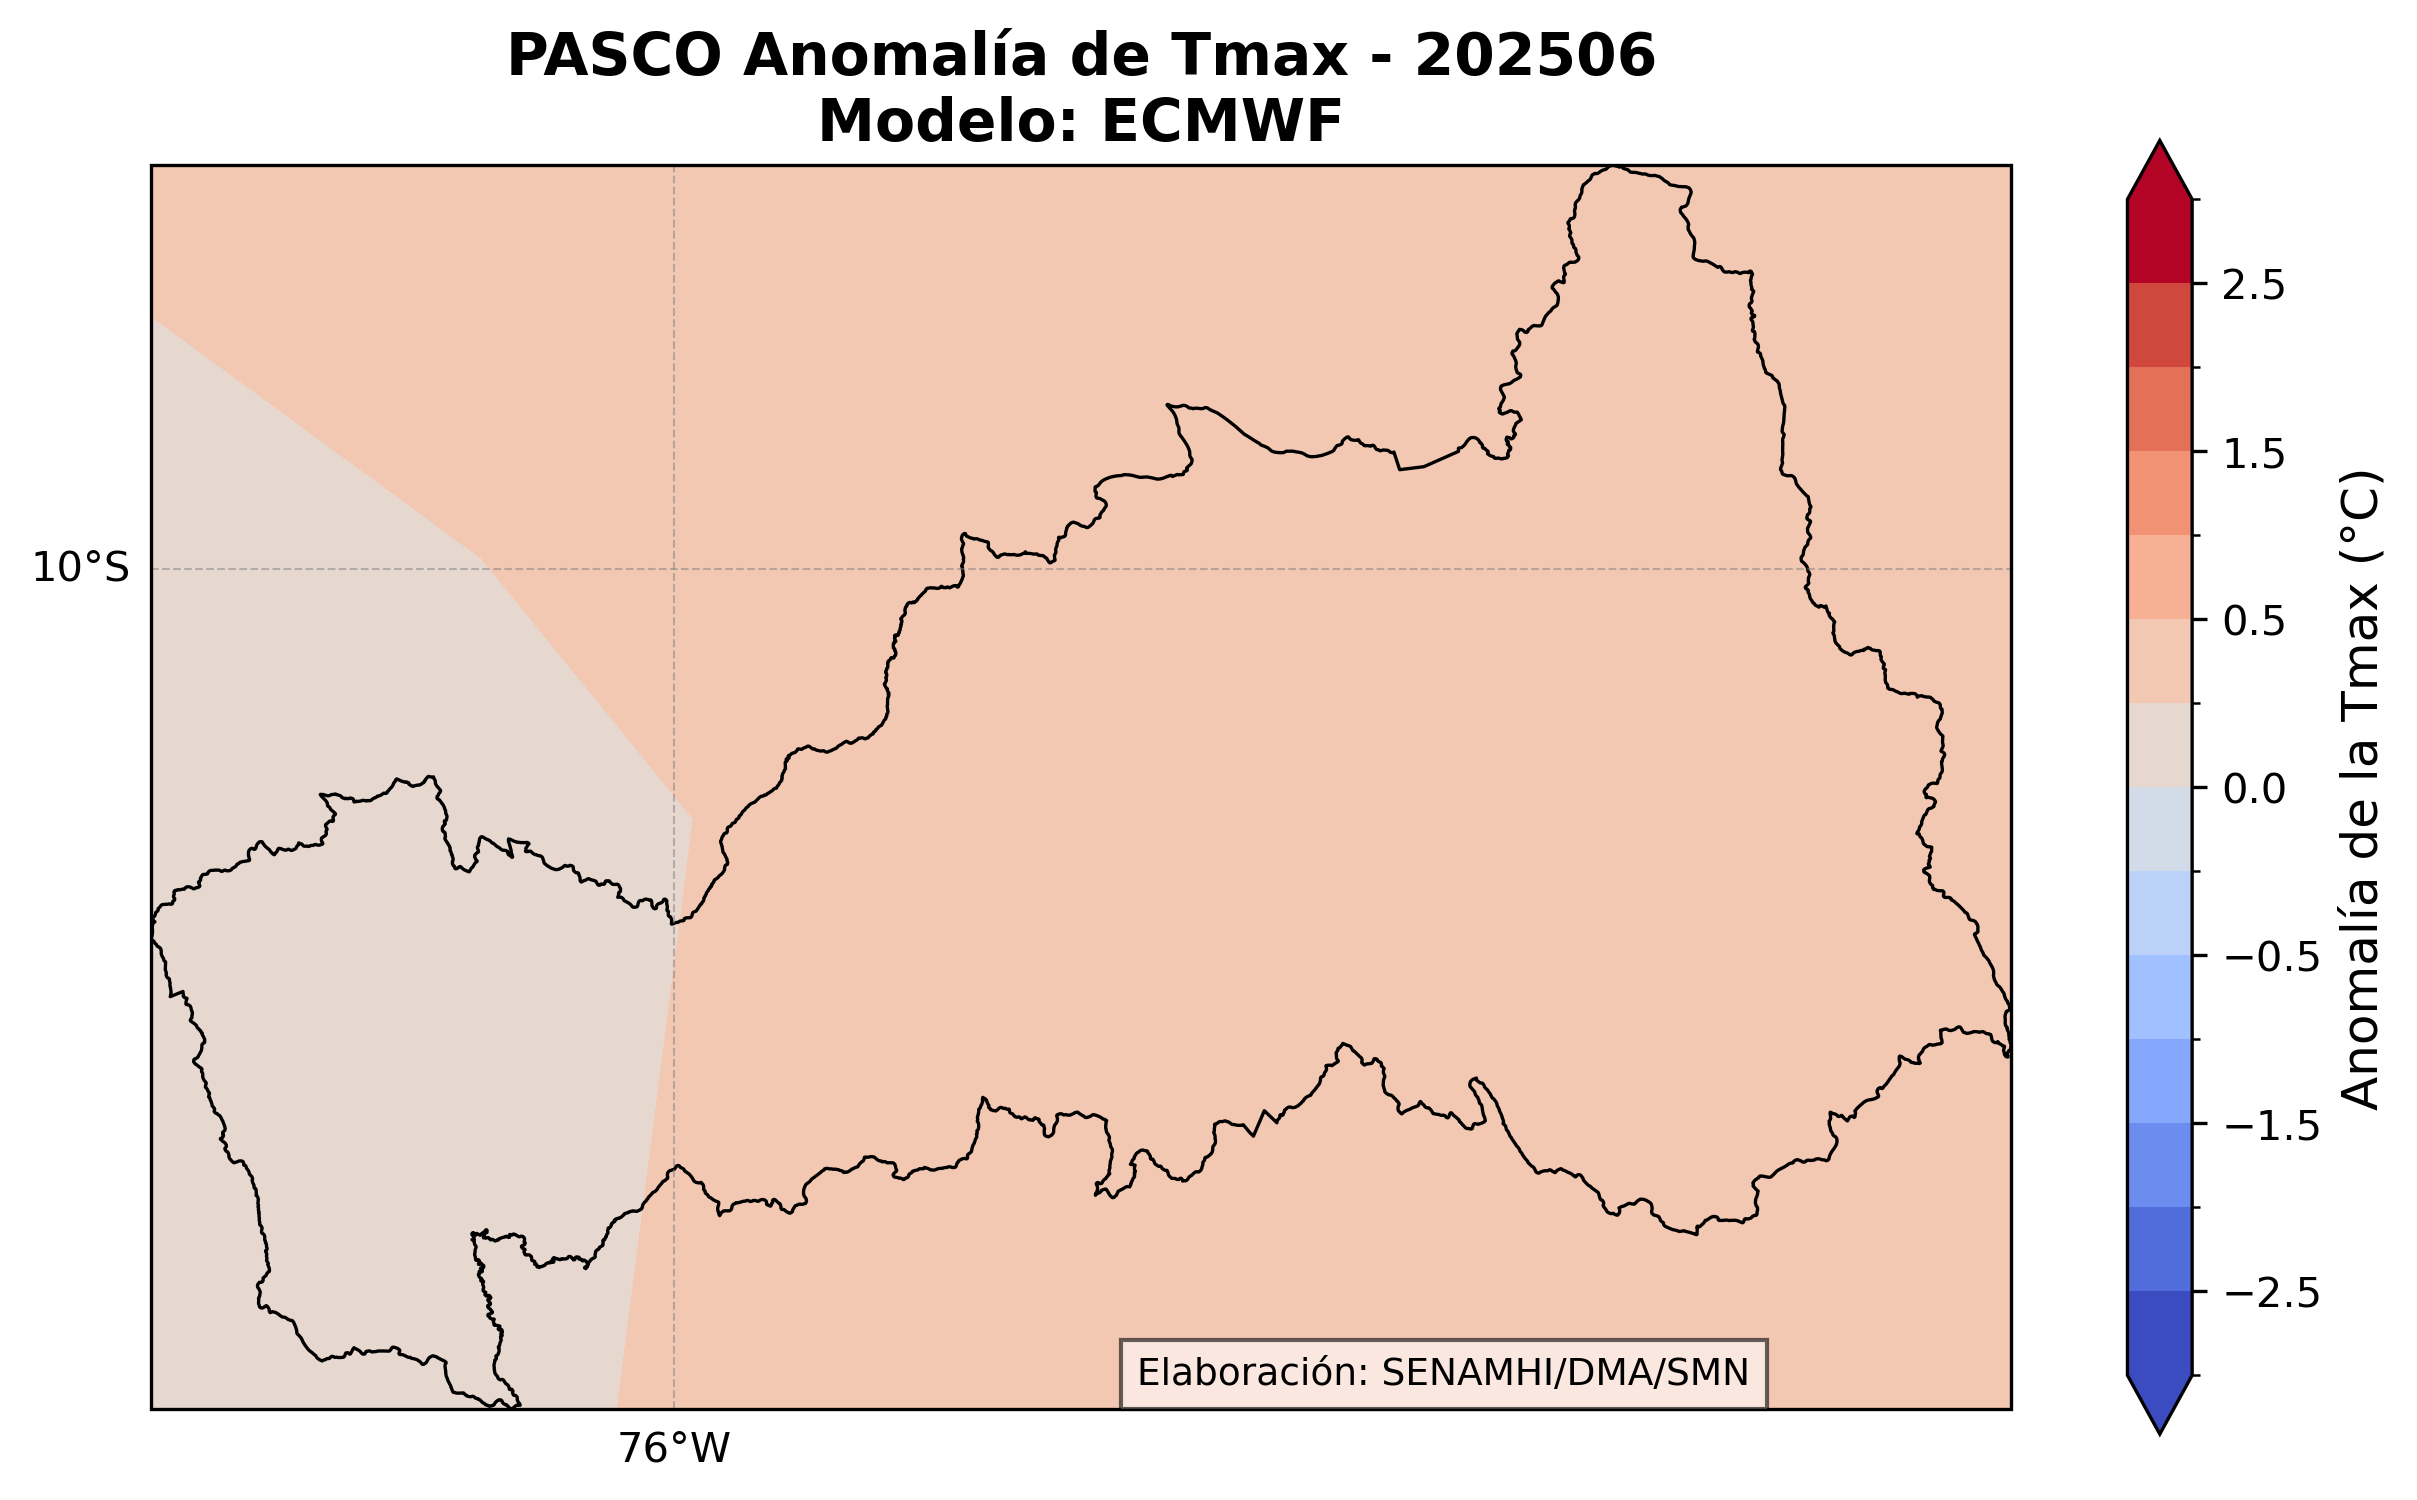 PASCO Anomalía de Tmax - 202506
Modelo: ECMWF
10°S
76°W
Elaboración: SENAMHI/DMA/SMN
2.5
1.5
0.5
0.0
−0.5
−1.5
−2.5
Anomalía de la Tmax (°C)